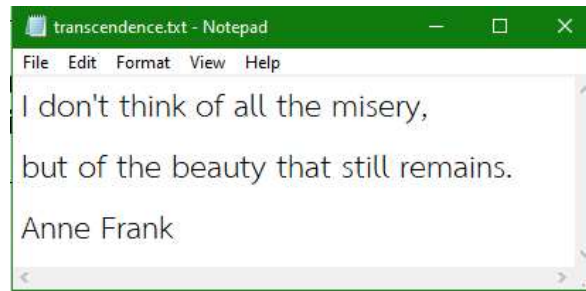 transcendence.txt - Notepad
File Edit Format View Help
I don't think of all the misery,
but of the beauty that still remains.
Anne Frank